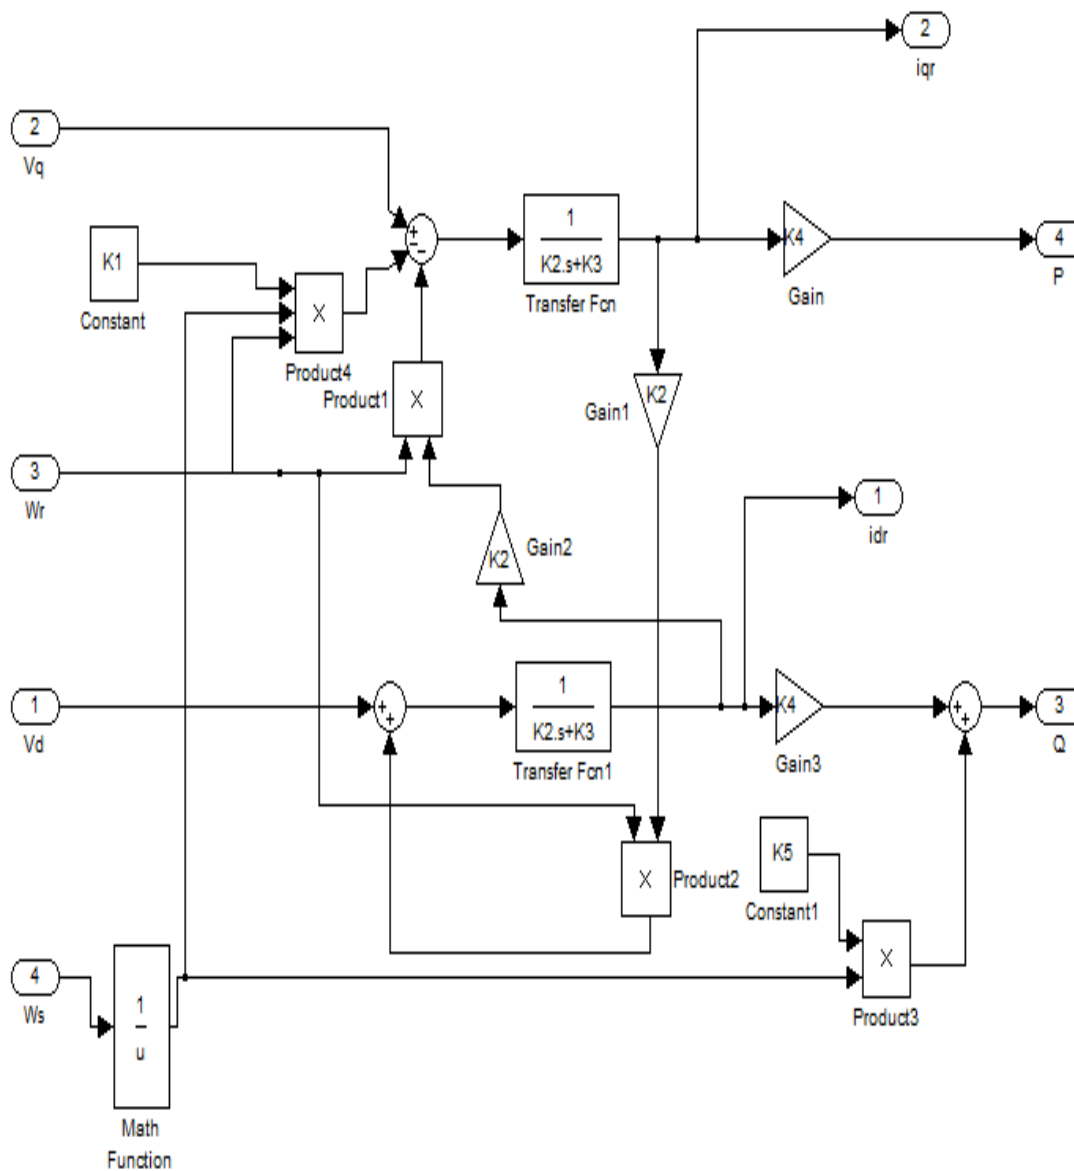 2
iqr
2
Vq
1
K2.s+K3
Transfer Fcn
K4
Gain
4
P
K1
Constant
X
Product4
Product1
X
K2
Gain1
3
Wr
1
idr
K2
Gain2
1
Vd
1
K2.s+K3
Transfer Fcn1
K4
Gain3
3
Q
K5
Constant1
X
Product2
X
Product3
4
Ws
1
u
Math
Function